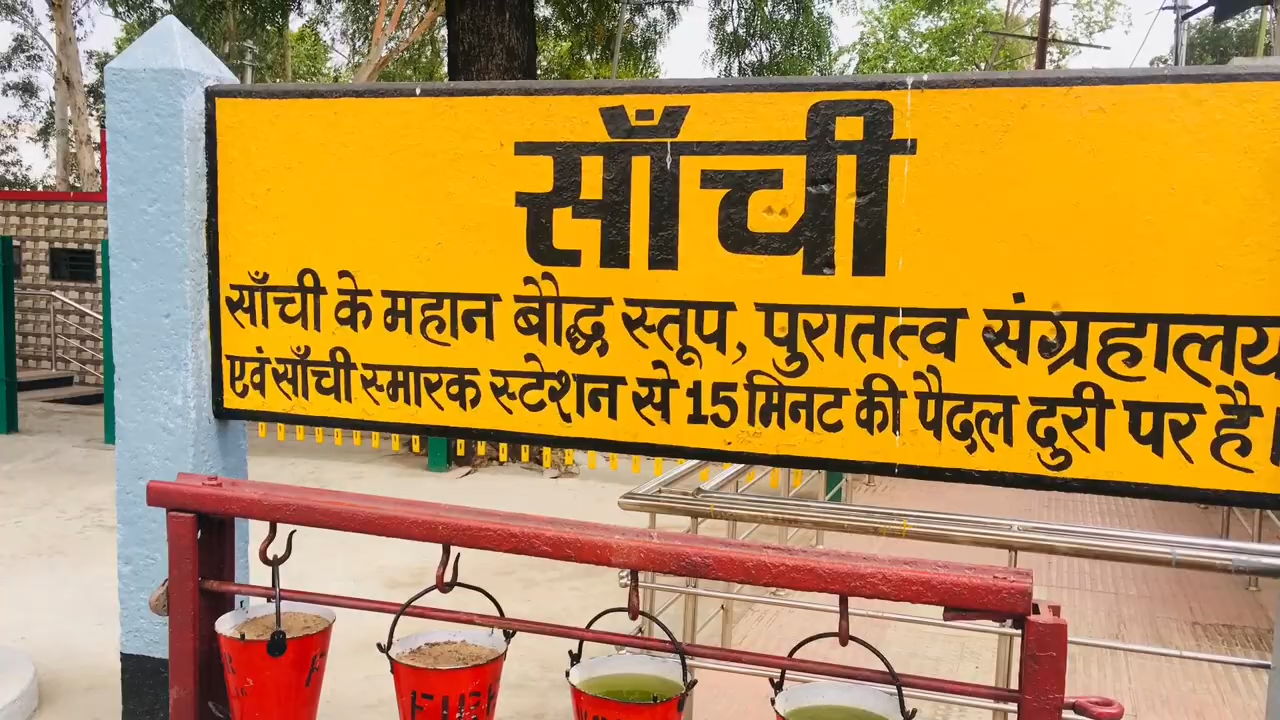 साँची
साँची के महान बौद्ध स्तूप, पुरातत्व संग्रहालय
एवं साँची स्मारक स्टेशन से 15 मिनट की पैदल दुरी पर है।